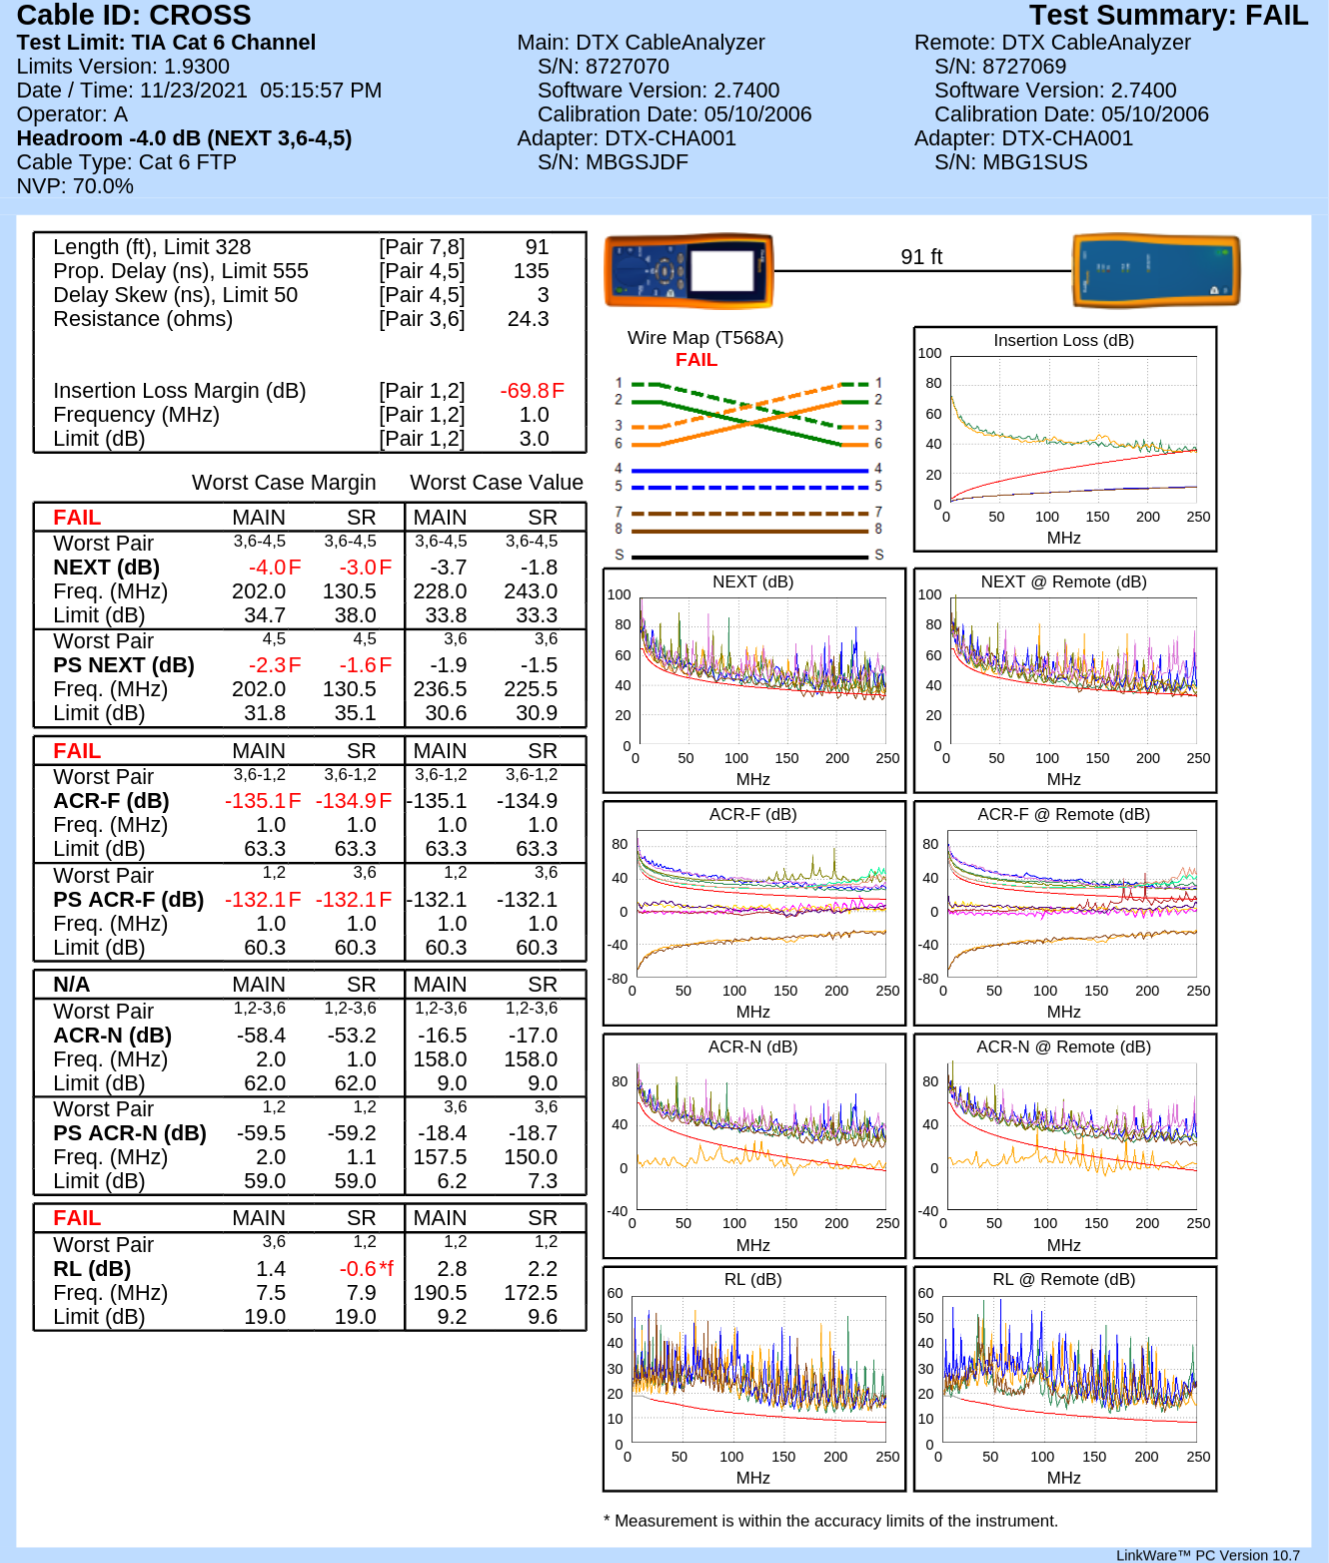 Cable ID: CROSS
Test Summary: FAIL
Test Limit: TIA Cat 6 Channel
Limits Version: 1.9300
Date / Time: 11/23/2021  05:15:57 PM
Operator: A
Headroom -4.0 dB (NEXT 3,6-4,5)
Cable Type: Cat 6 FTP
NVP: 70.0%
Main: DTX CableAnalyzer
S/N: 8727070
Software Version: 2.7400
Calibration Date: 05/10/2006
Adapter: DTX-CHA001
S/N: MBGSJDF
Remote: DTX CableAnalyzer
S/N: 8727069
Software Version: 2.7400
Calibration Date: 05/10/2006
Adapter: DTX-CHA001
S/N: MBG1SUS
Length (ft), Limit 328 [Pair 7,8] 91
Prop. Delay (ns), Limit 555 [Pair 4,5] 135
Delay Skew (ns), Limit 50 [Pair 4,5] 3
Resistance (ohms) [Pair 3,6] 24.3
Insertion Loss Margin (dB) [Pair 1,2] -69.8 F
Frequency (MHz) [Pair 1,2] 1.0
Limit (dB) [Pair 1,2] 3.0
Worst Case Margin Worst Case Value
FAIL MAIN SR MAIN SR
Worst Pair 3,6-4,5 3,6-4,5 3,6-4,5 3,6-4,5
NEXT (dB) -4.0 F -3.0 F -3.7 -1.8
Freq. (MHz) 202.0 130.5 228.0 243.0
Limit (dB) 34.7 38.0 33.8 33.3
Worst Pair 4,5 4,5 3,6 3,6
PS NEXT (dB) -2.3 F -1.6 F -1.9 -1.5
Freq. (MHz) 202.0 130.5 236.5 225.5
Limit (dB) 31.8 35.1 30.6 30.9
FAIL MAIN SR MAIN SR
Worst Pair 3,6-1,2 3,6-1,2 3,6-1,2 3,6-1,2
ACR-F (dB) -135.1 F -134.9 F -135.1 -134.9
Freq. (MHz) 1.0 1.0 1.0 1.0
Limit (dB) 63.3 63.3 63.3 63.3
Worst Pair 1,2 3,6 1,2 3,6
PS ACR-F (dB) -132.1 F -132.1 F -132.1 -132.1
Freq. (MHz) 1.0 1.0 1.0 1.0
Limit (dB) 60.3 60.3 60.3 60.3
N/A MAIN SR MAIN SR
Worst Pair 1,2-3,6 1,2-3,6 1,2-3,6 1,2-3,6
ACR-N (dB) -58.4 -53.2 -16.5 -17.0
Freq. (MHz) 2.0 1.0 158.0 158.0
Limit (dB) 62.0 62.0 9.0 9.0
Worst Pair 1,2 1,2 3,6 3,6
PS ACR-N (dB) -59.5 -59.2 -18.4 -18.7
Freq. (MHz) 2.0 1.1 157.5 150.0
Limit (dB) 59.0 59.0 6.2 7.3
FAIL MAIN SR MAIN SR
Worst Pair 3,6 1,2 1,2 1,2
RL (dB) 1.4 -0.6 *f 2.8 2.2
Freq. (MHz) 7.5 7.9 190.5 172.5
Limit (dB) 19.0 19.0 9.2 9.6
91 ft
Wire Map (T568A)
FAIL
1 1
2 2
3 3
6 6
4 4
5 5
7 7
8 8
S S
Insertion Loss (dB)
100
80
60
40
20
0
0 50 100 150 200 250
MHz
NEXT (dB)
100
80
60
40
20
0
0 50 100 150 200 250
MHz
NEXT @ Remote (dB)
100
80
60
40
20
0
0 50 100 150 200 250
MHz
ACR-F (dB)
80
40
0
-40
-80
0 50 100 150 200 250
MHz
ACR-F @ Remote (dB)
80
40
0
-40
-80
0 50 100 150 200 250
MHz
ACR-N (dB)
80
40
0
-40
0 50 100 150 200 250
MHz
ACR-N @ Remote (dB)
80
40
0
-40
0 50 100 150 200 250
MHz
RL (dB)
60
50
40
30
20
10
0
0 50 100 150 200 250
MHz
RL @ Remote (dB)
60
50
40
30
20
10
0
0 50 100 150 200 250
MHz
* Measurement is within the accuracy limits of the instrument.
LinkWare™ PC Version 10.7